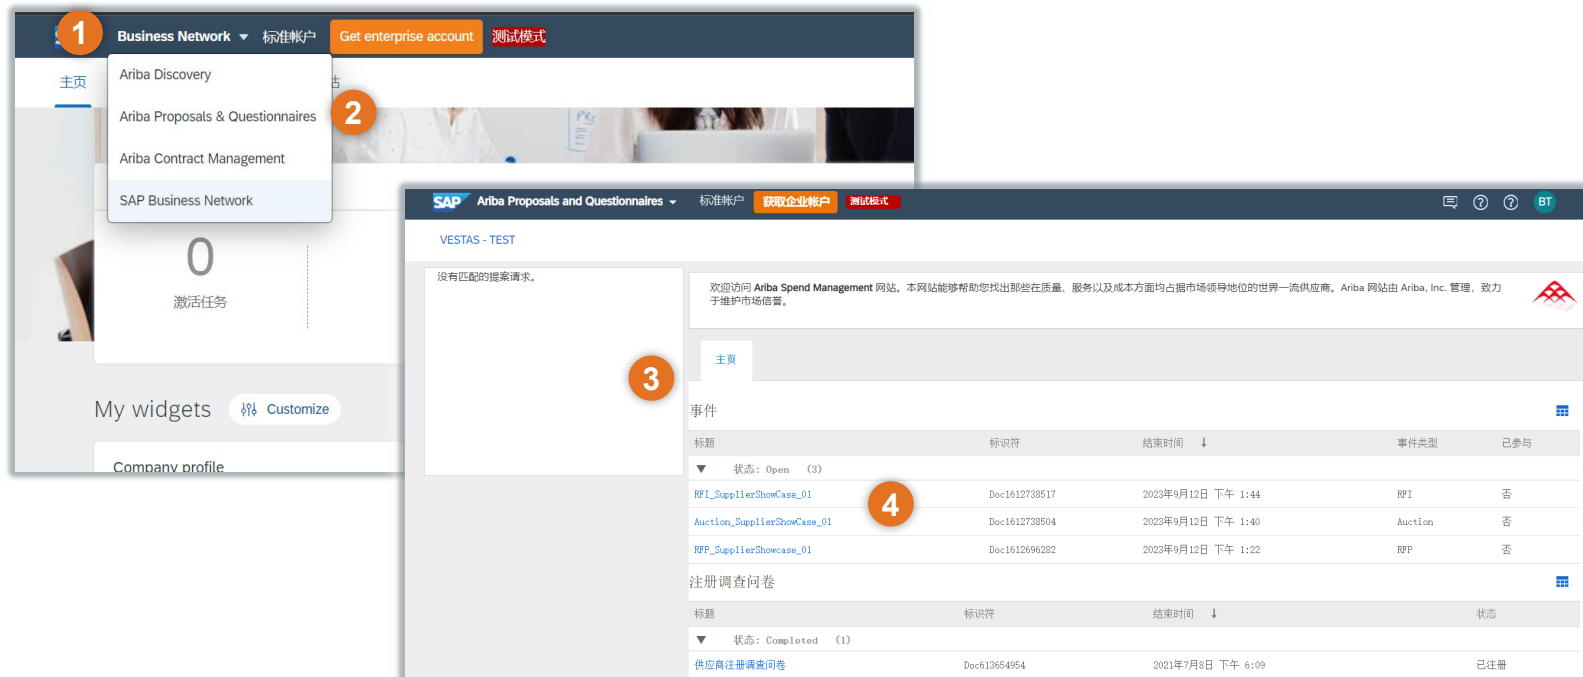 1
Business Network
标准帐户
Get enterprise account
测试模式
主页
Ariba Discovery
Ariba Proposals & Questionnaires
2
Ariba Contract Management
SAP Business Network
0
激活任务
My widgets
Customize
Company profile
SAP
Ariba Proposals and Questionnaires
标准帐户
获取企业帐户
测试模式
BT
VESTAS - TEST
没有匹配的提案请求。
欢迎访问 Ariba Spend Management 网站。本网站能够帮助您找出那些在质量、服务以及成本方面均占据市场领导地位的世界一流供应商。Ariba 网站由 Ariba, Inc. 管理，致力
于维护市场信誉。
3
主页
事件
标题 标识符 结束时间 ↓ 事件类型 已参与
▼ 状态: Open (3)
4
RFI_SupplierShowCase_01 Doc1612738517 2023年9月12日 下午 1:44 RFI 否
Auction_SupplierShowCase_01 Doc1612738504 2023年9月12日 下午 1:40 Auction 否
RFP_SupplierShowcase_01 Doc1612696282 2023年9月12日 下午 1:22 RFP 否
注册调查问卷
标题 标识符 结束时间 ↓ 状态
▼ 状态: Completed (1)
供应商注册调查问卷 Doc613654954 2021年7月8日 下午 6:09 已注册